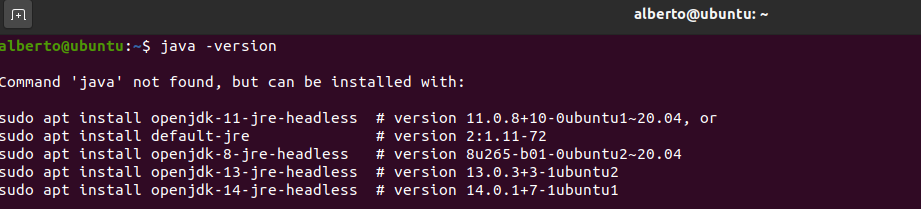 alberto@ubuntu: ~
alberto@ubuntu:~$ java -version
Command 'java' not found, but can be installed with:
sudo apt install openjdk-11-jre-headless  # version 11.0.8+10-0ubuntu1~20.04, or
sudo apt install default-jre              # version 2:1.11-72
sudo apt install openjdk-8-jre-headless   # version 8u265-b01-0ubuntu2~20.04
sudo apt install openjdk-13-jre-headless  # version 13.0.3+3-1ubuntu2
sudo apt install openjdk-14-jre-headless  # version 14.0.1+7-1ubuntu1